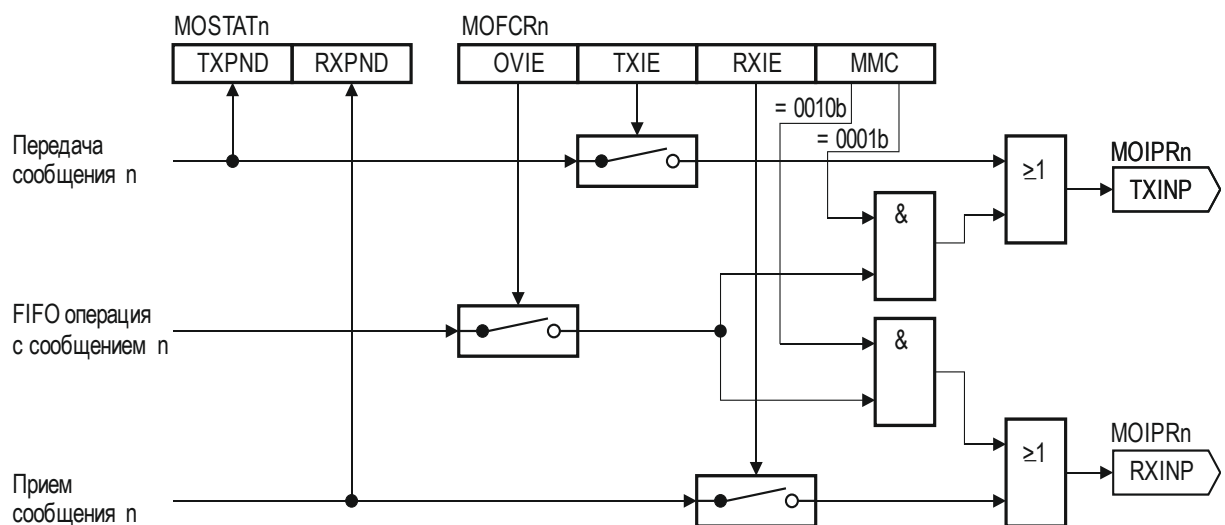 MOSTATn
MOFCRn
TXPND RXPND
OVIE TXIE RXIE MMC
= 0010b
= 0001b
Передача
сообщения n
≥1
MOIPRn
TXINP
&
FIFO операция
с сообщением n
&
≥1
MOIPRn
RXINP
Прием
сообщения n